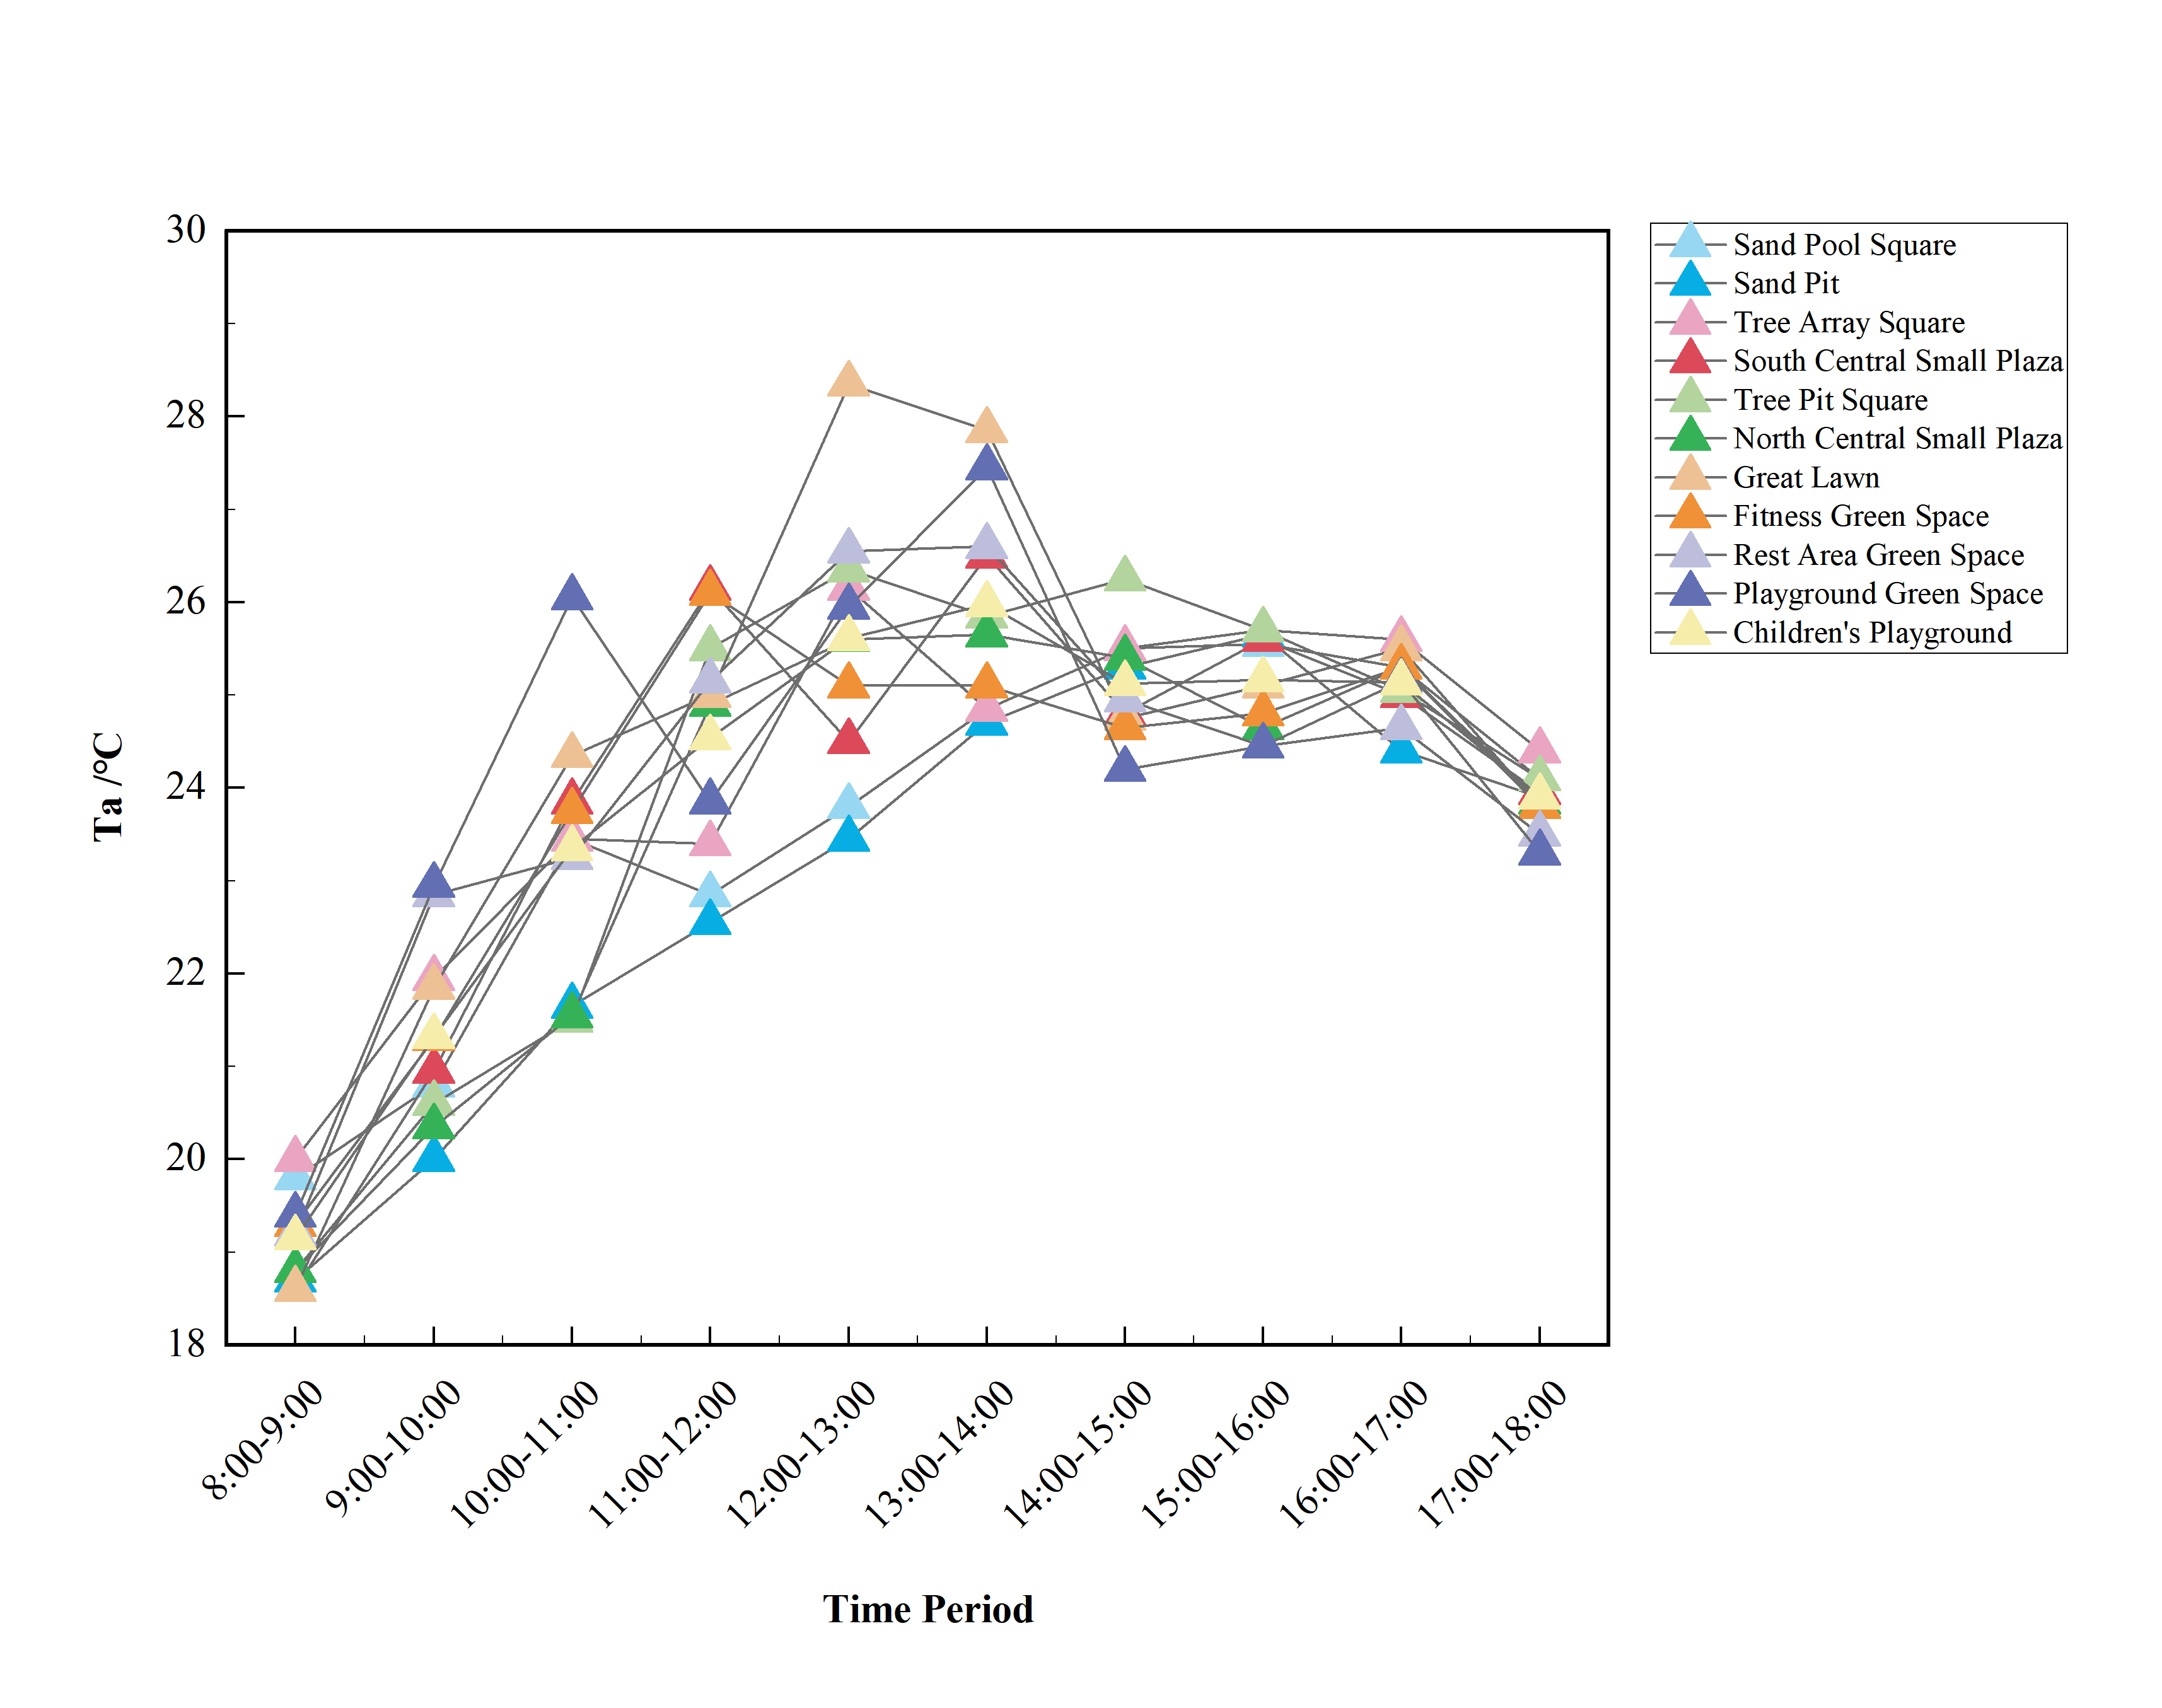 30
28
26
24
22
20
18
Ta /°C
8:00-9:00
9:00-10:00
10:00-11:00
11:00-12:00
12:00-13:00
13:00-14:00
14:00-15:00
15:00-16:00
16:00-17:00
17:00-18:00
Time Period
Sand Pool Square
Sand Pit
Tree Array Square
South Central Small Plaza
Tree Pit Square
North Central Small Plaza
Great Lawn
Fitness Green Space
Rest Area Green Space
Playground Green Space
Children's Playground